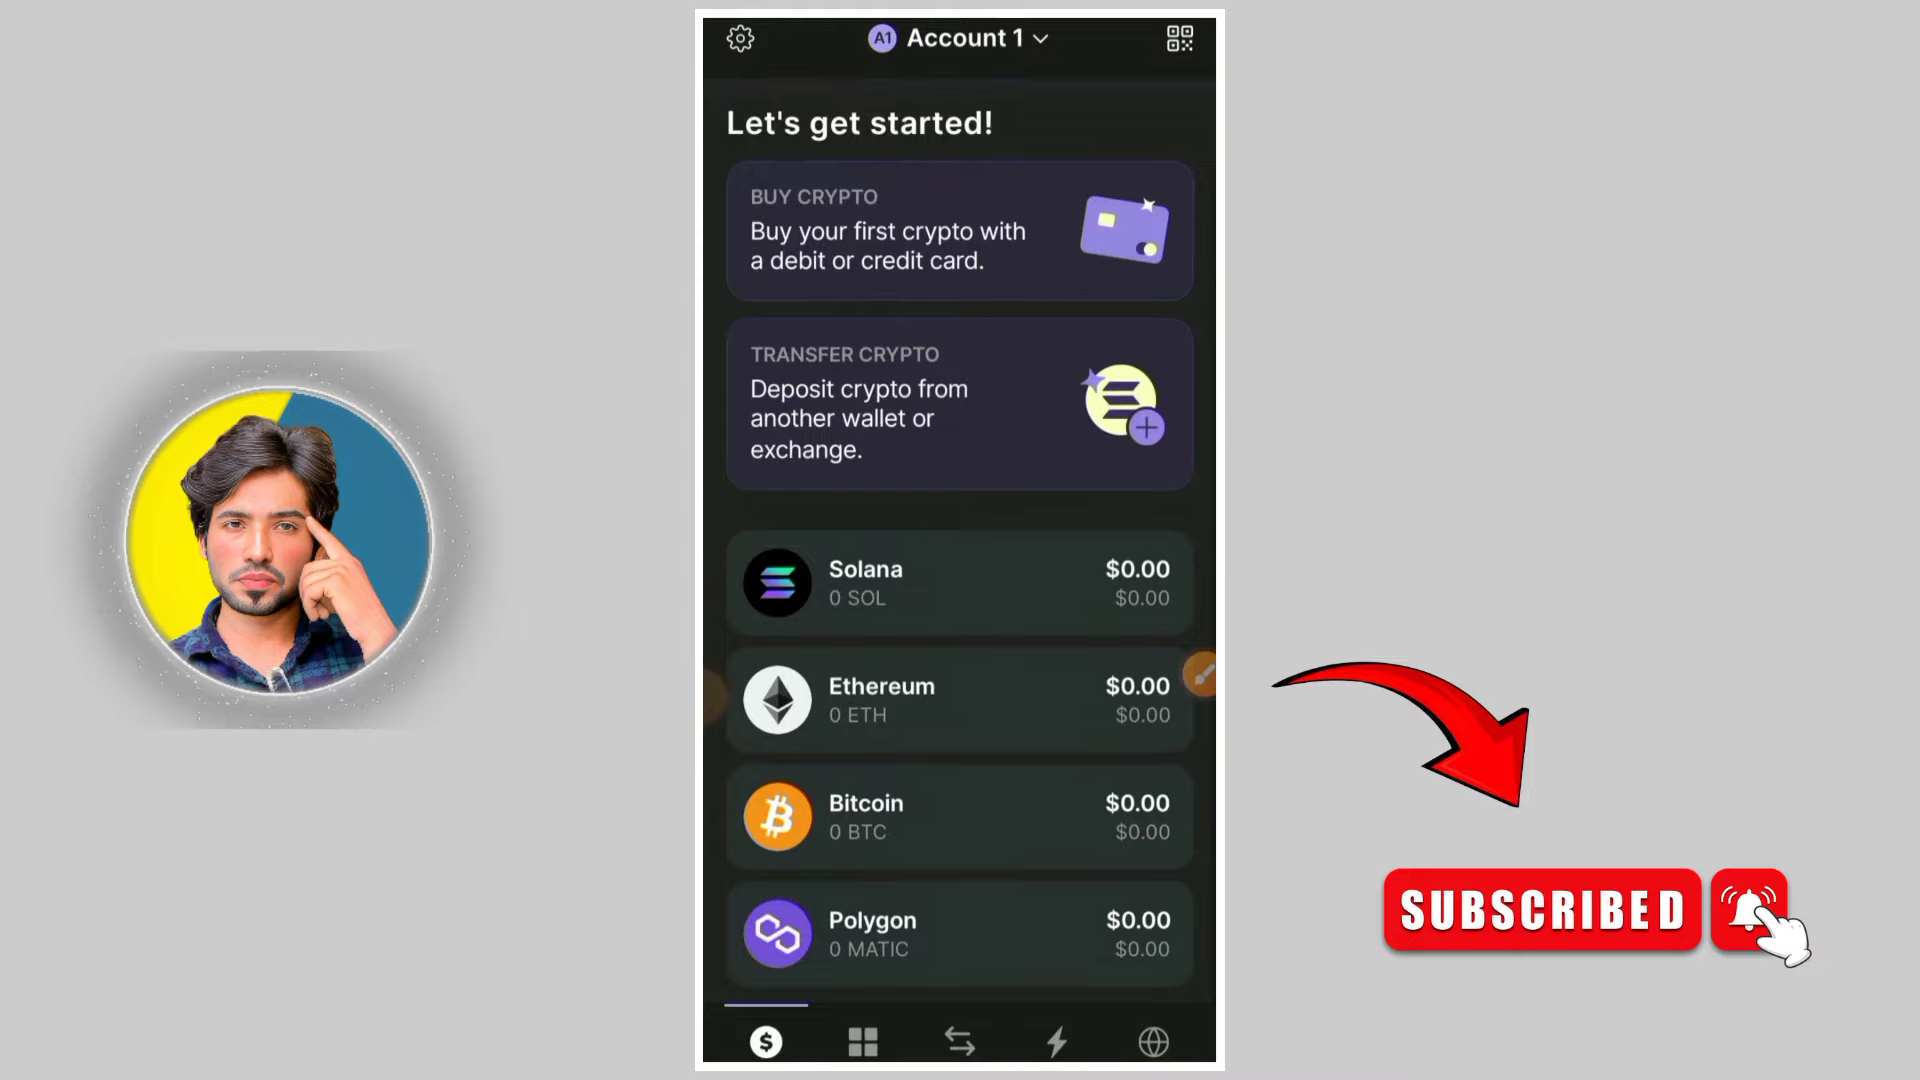 A1 Account 1
Let's get started!
BUY CRYPTO
Buy your first crypto with
a debit or credit card.
TRANSFER CRYPTO
Deposit crypto from
another wallet or
exchange.
Solana $0.00
0 SOL $0.00
Ethereum $0.00
0 ETH $0.00
Bitcoin $0.00
0 BTC $0.00
Polygon $0.00
0 MATIC $0.00
SUBSCRIBED